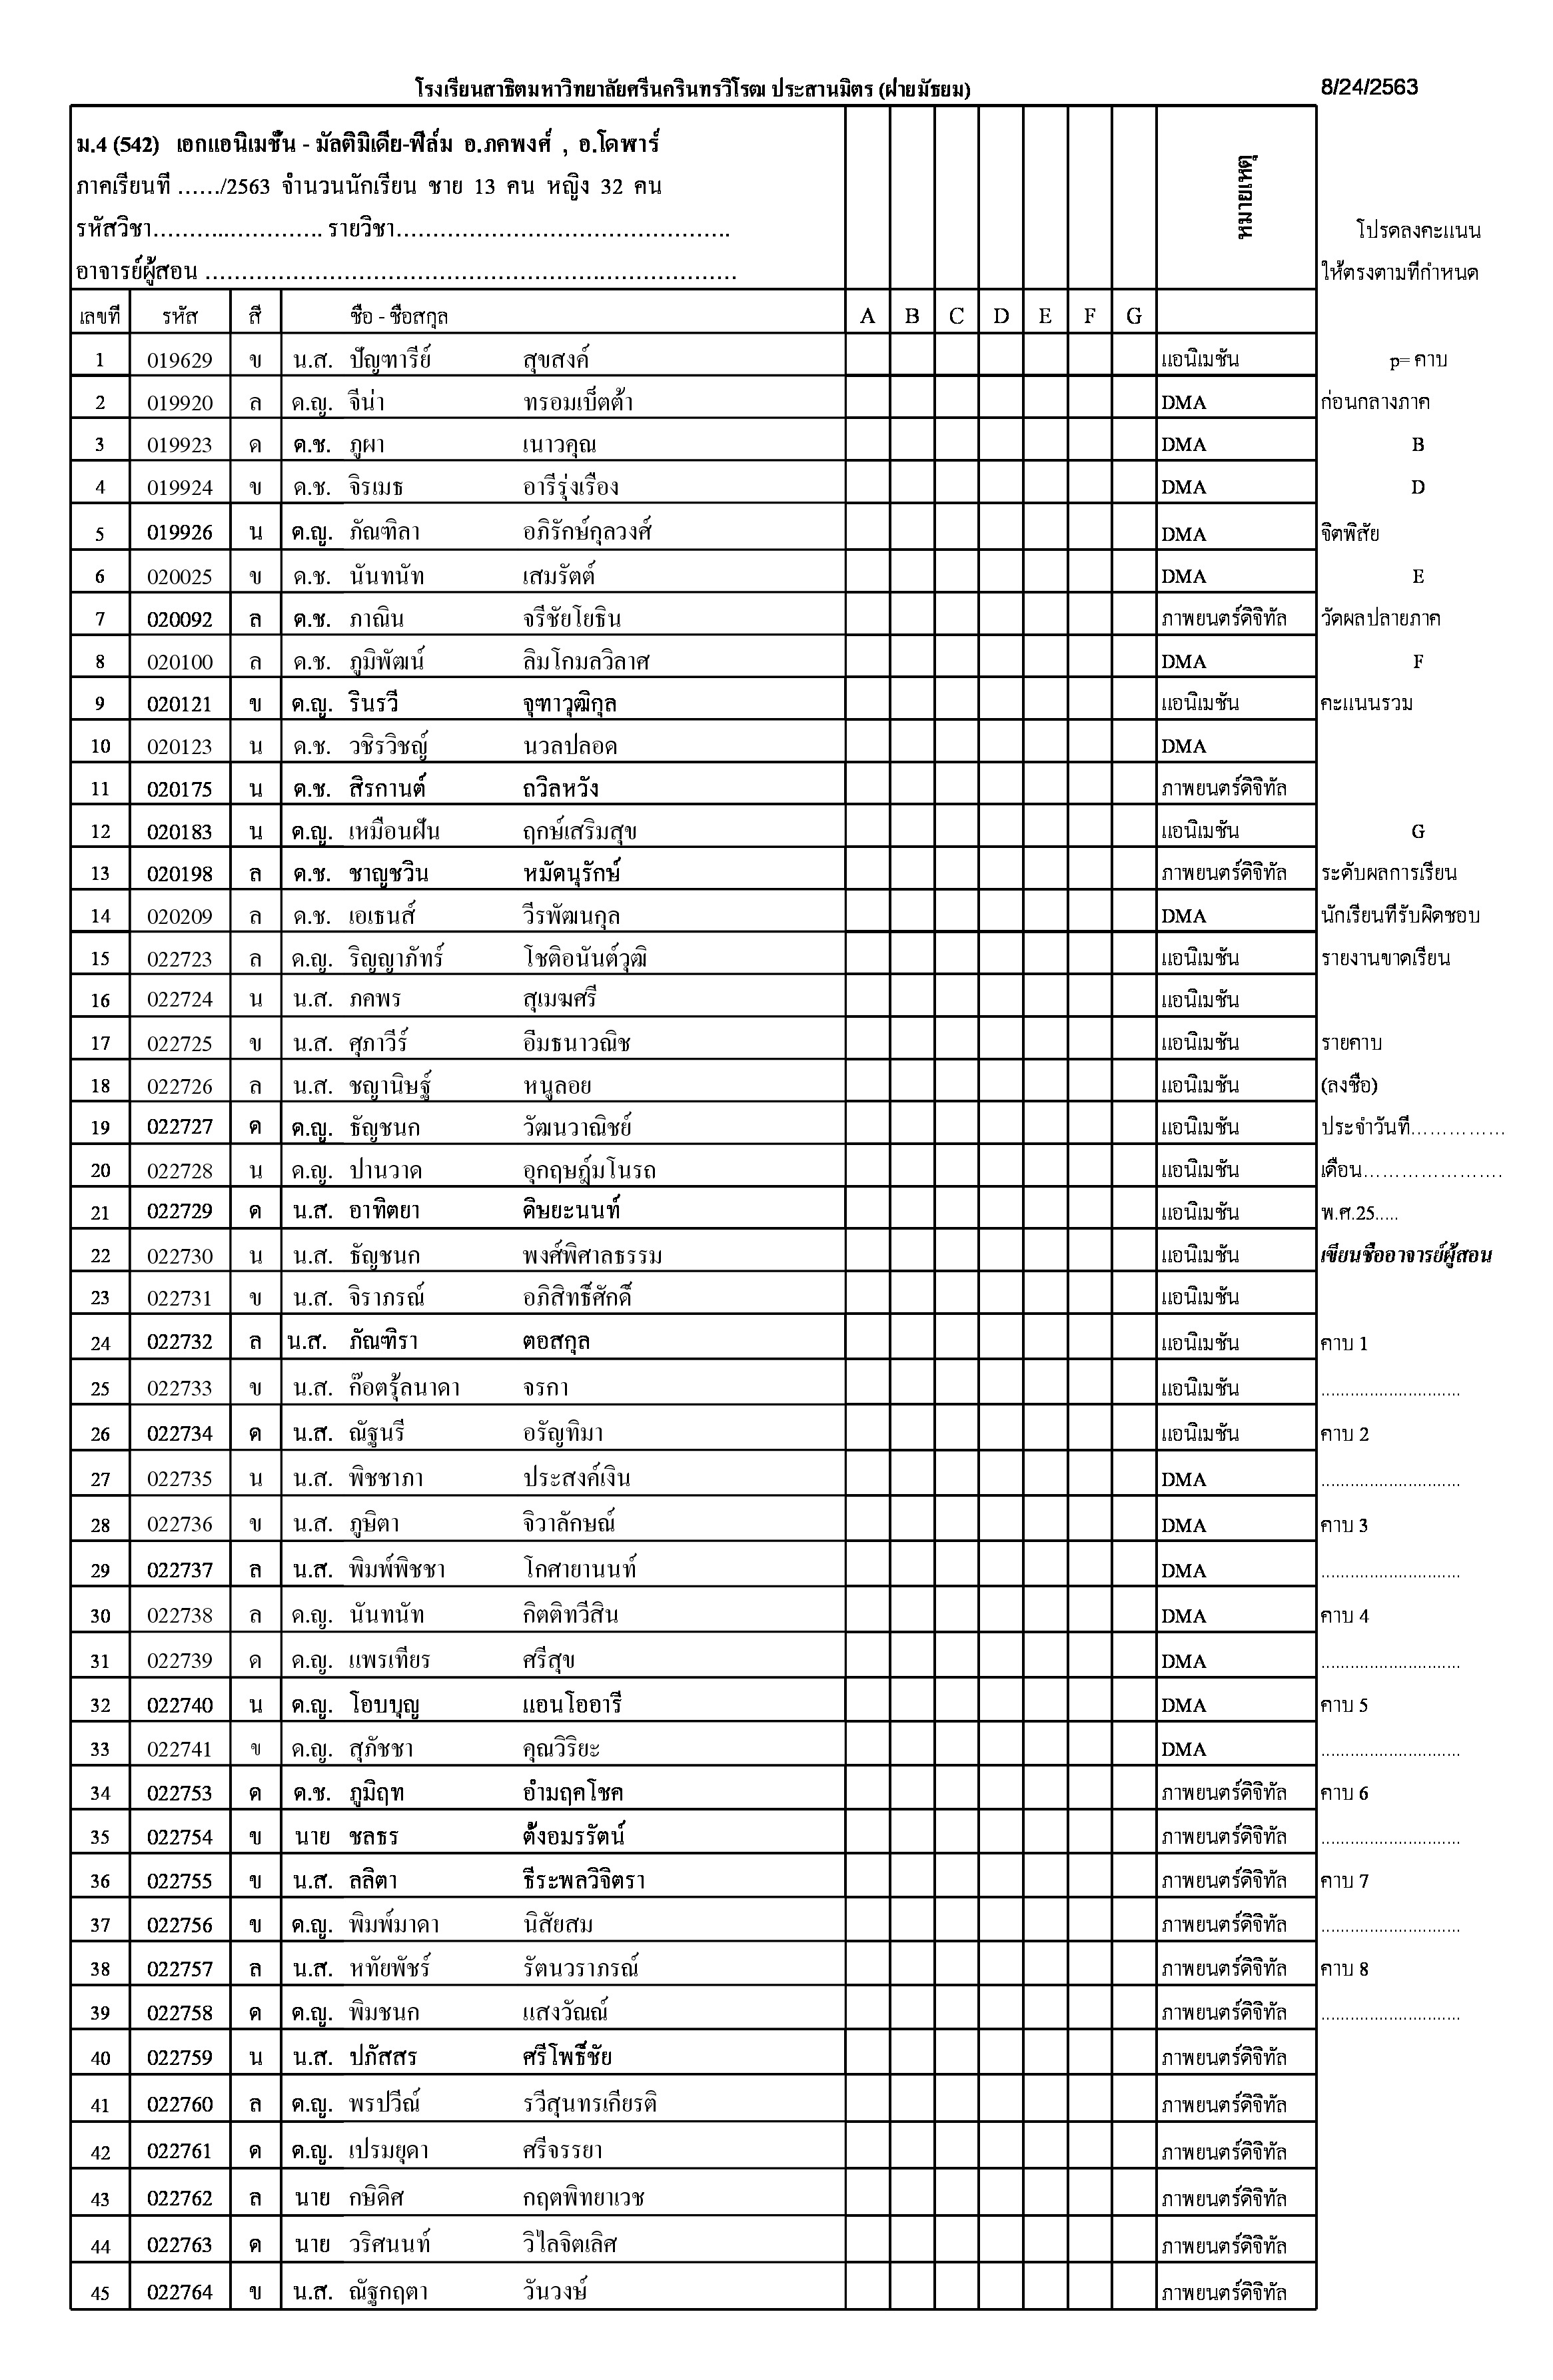 โรงเรียนสาธิตมหาวิทยาลัยศรีนครินทรวิโรฒ ประสานมิตร (ฝ่ายมัธยม) 8/24/2563
ม.4 (542) เอกแอนิเมชั่น - มัลติมิเดีย-ฟิล์ม อ.ภคพงศ์ , อ.โดพาร์
ภาคเรียนที่ ....../2563 จำนวนนักเรียน ชาย 13 คน หญิง 32 คน
หมายเหตุ
รหัสวิชา........................ รายวิชา.............................................. โปรดลงคะแนน
อาจารย์ผู้สอน ......................................................................... ให้ตรงตามที่กำหนด
เลขที่ รหัส สี ชื่อ - ชื่อสกุล A B C D E F G
1 019629 ข น.ส. ปัญฑารีย์ สุขสงค์ แอนิเมชัน p= คาบ
2 019920 ล ด.ญ. จีน่า ทรอมเบ็ตต้า DMA ก่อนกลางภาค
3 019923 ด ด.ช. ภูผา เนาวคุณ DMA B
4 019924 ข ด.ช. จิรเมธ อารีรุ่งเรือง DMA D
5 019926 น ด.ญ. ภัณฑิลา อภิรักษ์กุลวงศ์ DMA จิตพิสัย
6 020025 ข ด.ช. นันทนัท เสมรัตต์ DMA E
7 020092 ล ด.ช. ภาณิน จรีชัยโยธิน ภาพยนตร์ดิจิทัล วัดผลปลายภาค
8 020100 ล ด.ช. ภูมิพัฒน์ ลิมโกมลวิลาศ DMA F
9 020121 ข ด.ญ. รินรวี จุฑาวุฒิกุล แอนิเมชัน คะแนนรวม
10 020123 น ด.ช. วชิรวิชญ์ นวลปลอด DMA
11 020175 น ด.ช. สิรกานต์ ถวิลหวัง ภาพยนตร์ดิจิทัล
12 020183 น ด.ญ. เหมือนฝัน ฤกษ์เสริมสุข แอนิเมชัน G
13 020198 ล ด.ช. ชาญชวิน หมัดนุรักษ์ ภาพยนตร์ดิจิทัล ระดับผลการเรียน
14 020209 ล ด.ช. เอเธนส์ วีรพัฒนกุล DMA นักเรียนที่รับผิดชอบ
15 022723 ล ด.ญ. ริญญาภัทร์ โชติอนันต์วุฒิ แอนิเมชัน รายงานขาดเรียน
16 022724 น น.ส. ภคพร สุเมฆศรี แอนิเมชัน
17 022725 ข น.ส. ศุภาวีร์ อิ่มธนาวณิช แอนิเมชัน รายคาบ
18 022726 ล น.ส. ชญานิษฐ์ หนูลอย แอนิเมชัน (ลงชื่อ)
19 022727 ด ด.ญ. ธัญชนก วัฒนวาณิชย์ แอนิเมชัน ประจำวันที่...............
20 022728 น ด.ญ. ปานวาด อุกฤษฎ์มโนรถ แอนิเมชัน เดือน......................
21 022729 ด น.ส. อาทิตยา ดิษยะนนท์ แอนิเมชัน พ.ศ.25.....
22 022730 น น.ส. ธัญชนก พงศ์พิศาลธรรม แอนิเมชัน เขียนชื่ออาจารย์ผู้สอน
23 022731 ข น.ส. จิราภรณ์ อภิสิทธิ์ศักดิ์ แอนิเมชัน
24 022732 ล น.ส. ภัณฑิรา ตอสกุล แอนิเมชัน คาบ 1
25 022733 ข น.ส. ก๊อตรุ้ลนาดา จรกา แอนิเมชัน ............................
26 022734 ด น.ส. ณัฐนรี อรัญทิมา แอนิเมชัน คาบ 2
27 022735 น น.ส. พิชชาภา ประสงค์เงิน DMA ............................
28 022736 ข น.ส. ภูษิตา จิวาลักษณ์ DMA คาบ 3
29 022737 ล น.ส. พิมพ์พิชชา โกศายานนท์ DMA ............................
30 022738 ล ด.ญ. นันทนัท กิตติทวีสิน DMA คาบ 4
31 022739 ด ด.ญ. แพรเทียร ศรีสุข DMA ............................
32 022740 น ด.ญ. โอบบุญ แอนโออารี DMA คาบ 5
33 022741 ข ด.ญ. สุภัชชา คุณวิริยะ DMA ............................
34 022753 ด ด.ช. ภูมิฤท อำมฤคโชค ภาพยนตร์ดิจิทัล คาบ 6
35 022754 ข นาย ชลธร ตั้งอมรรัตน์ ภาพยนตร์ดิจิทัล ............................
36 022755 ข น.ส. ลลิตา ธีระพลวิจิตรา ภาพยนตร์ดิจิทัล คาบ 7
37 022756 ข ด.ญ. พิมพ์มาดา นิสัยสม ภาพยนตร์ดิจิทัล ............................
38 022757 ล น.ส. หทัยพัชร์ รัตนวราภรณ์ ภาพยนตร์ดิจิทัล คาบ 8
39 022758 ด ด.ญ. พิมชนก แสงวัณณ์ ภาพยนตร์ดิจิทัล ............................
40 022759 น น.ส. ปภัสสร ศรีโพธิ์ชัย ภาพยนตร์ดิจิทัล
41 022760 ล ด.ญ. พรปวีณ์ รวีสุนทรเกียรติ ภาพยนตร์ดิจิทัล
42 022761 ด ด.ญ. เปรมยุดา ศรีจรรยา ภาพยนตร์ดิจิทัล
43 022762 ล นาย กษิดิศ กฤตพิทยาเวช ภาพยนตร์ดิจิทัล
44 022763 ด นาย วริศนนท์ วิไลจิตเลิศ ภาพยนตร์ดิจิทัล
45 022764 ข น.ส. ณัฐกฤตา วันวงษ์ ภาพยนตร์ดิจิทัล